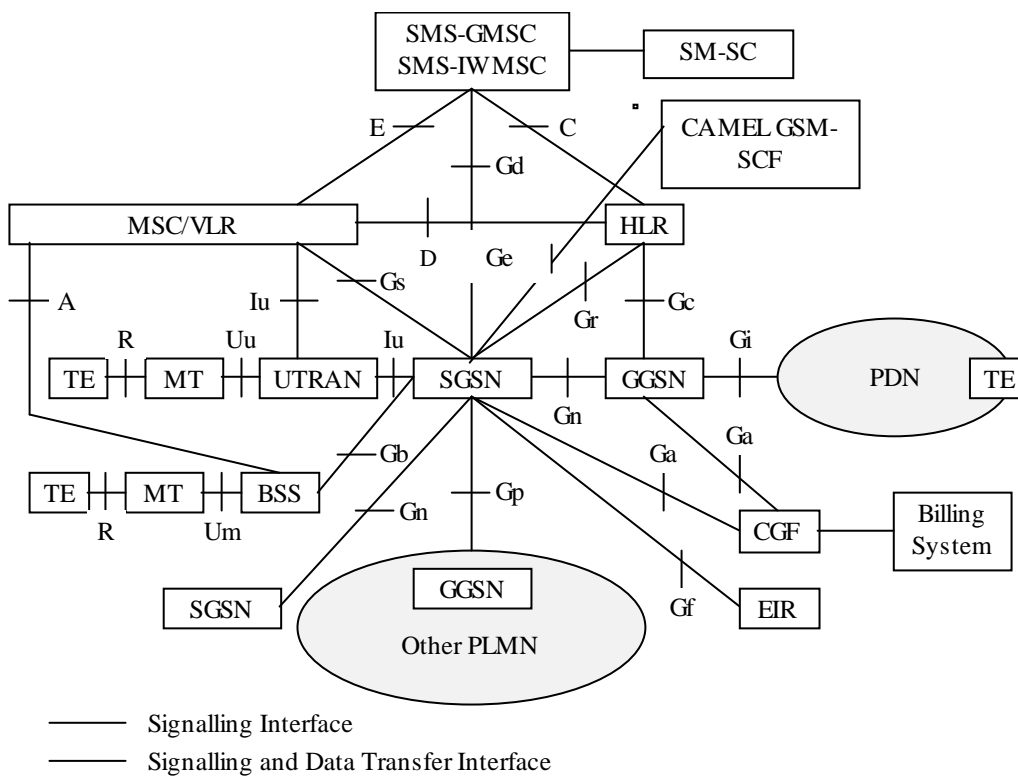 SMS-GMSC
SMS-IWMSC
SM-SC
CAMEL GSM-
SCF
E
C
Gd
MSC/VLR
HLR
D
Ge
A
Iu
Gs
Gr
Gc
R
Uu
Iu
Gi
TE
MT
UTRAN
SGSN
GGSN
PDN
TE
Gn
Ga
Ga
Gb
TE
MT
BSS
Gn
Gp
R
Um
CGF
Billing
System
SGSN
GGSN
Gf
EIR
Other PLMN
Signalling Interface
Signalling and Data Transfer Interface